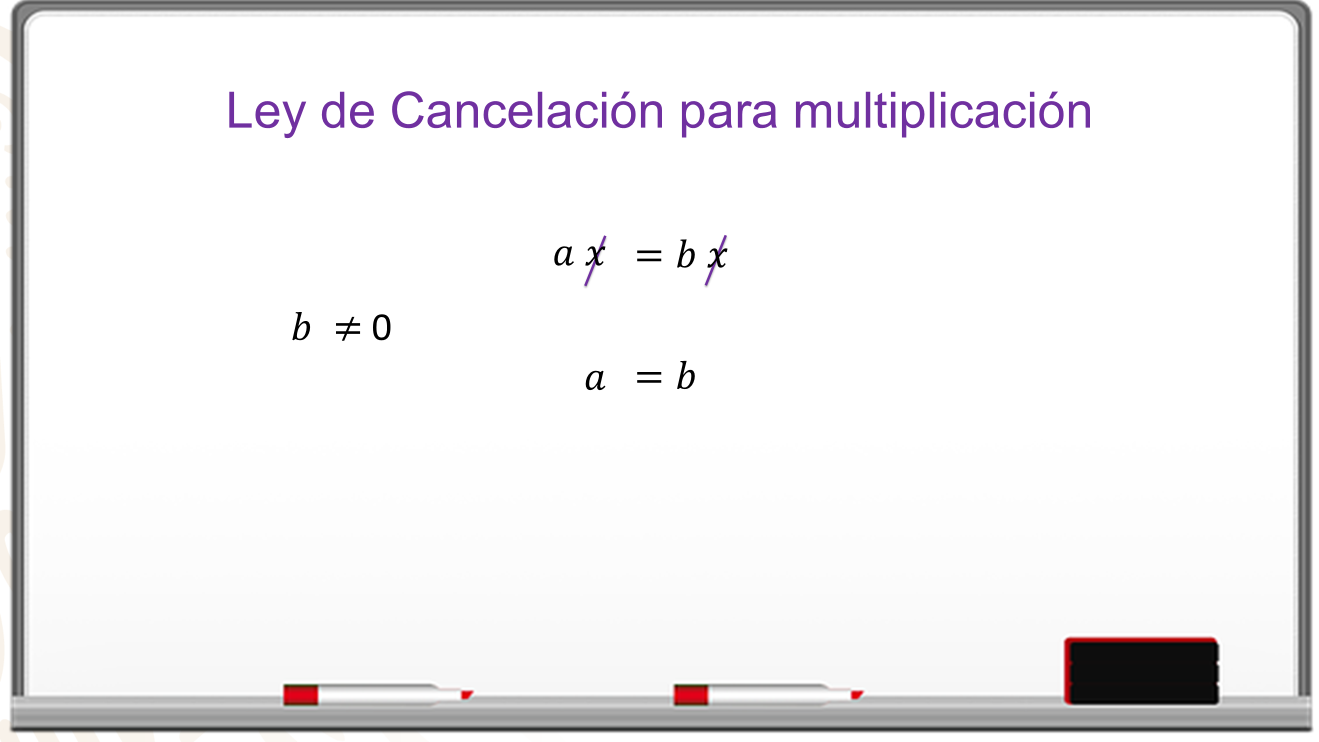 Ley de Cancelación para multiplicación
a x = b x
b ≠ 0
a = b